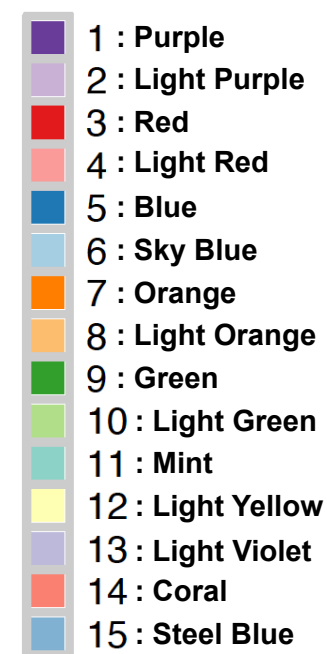 1 : Purple
2 : Light Purple
3 : Red
4 : Light Red
5 : Blue
6 : Sky Blue
7 : Orange
8 : Light Orange
9 : Green
10 : Light Green
11 : Mint
12 : Light Yellow
13 : Light Violet
14 : Coral
15 : Steel Blue